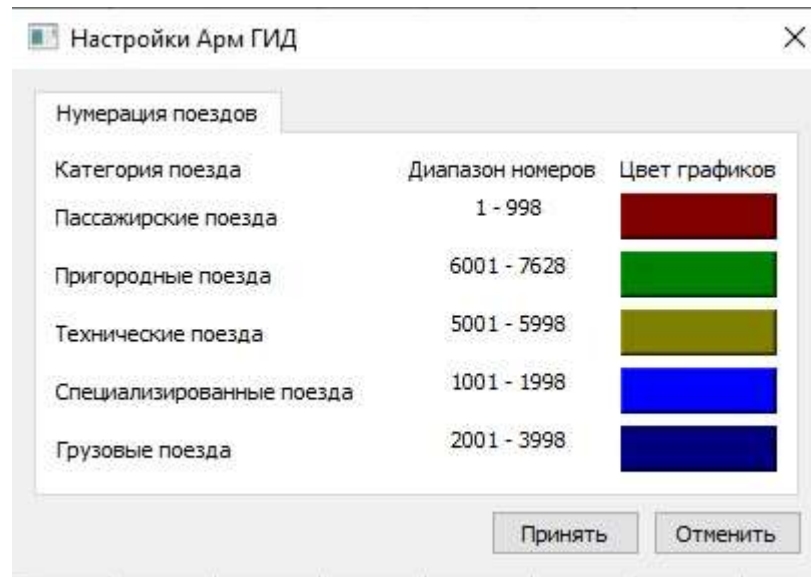 Настройки Арм ГИД
Нумерация поездов
Категория поезда Диапазон номеров Цвет графиков
Пассажирские поезда 1 - 998
Пригородные поезда 6001 - 7628
Технические поезда 5001 - 5998
Специализированные поезда 1001 - 1998
Грузовые поезда 2001 - 3998
Принять Отменить